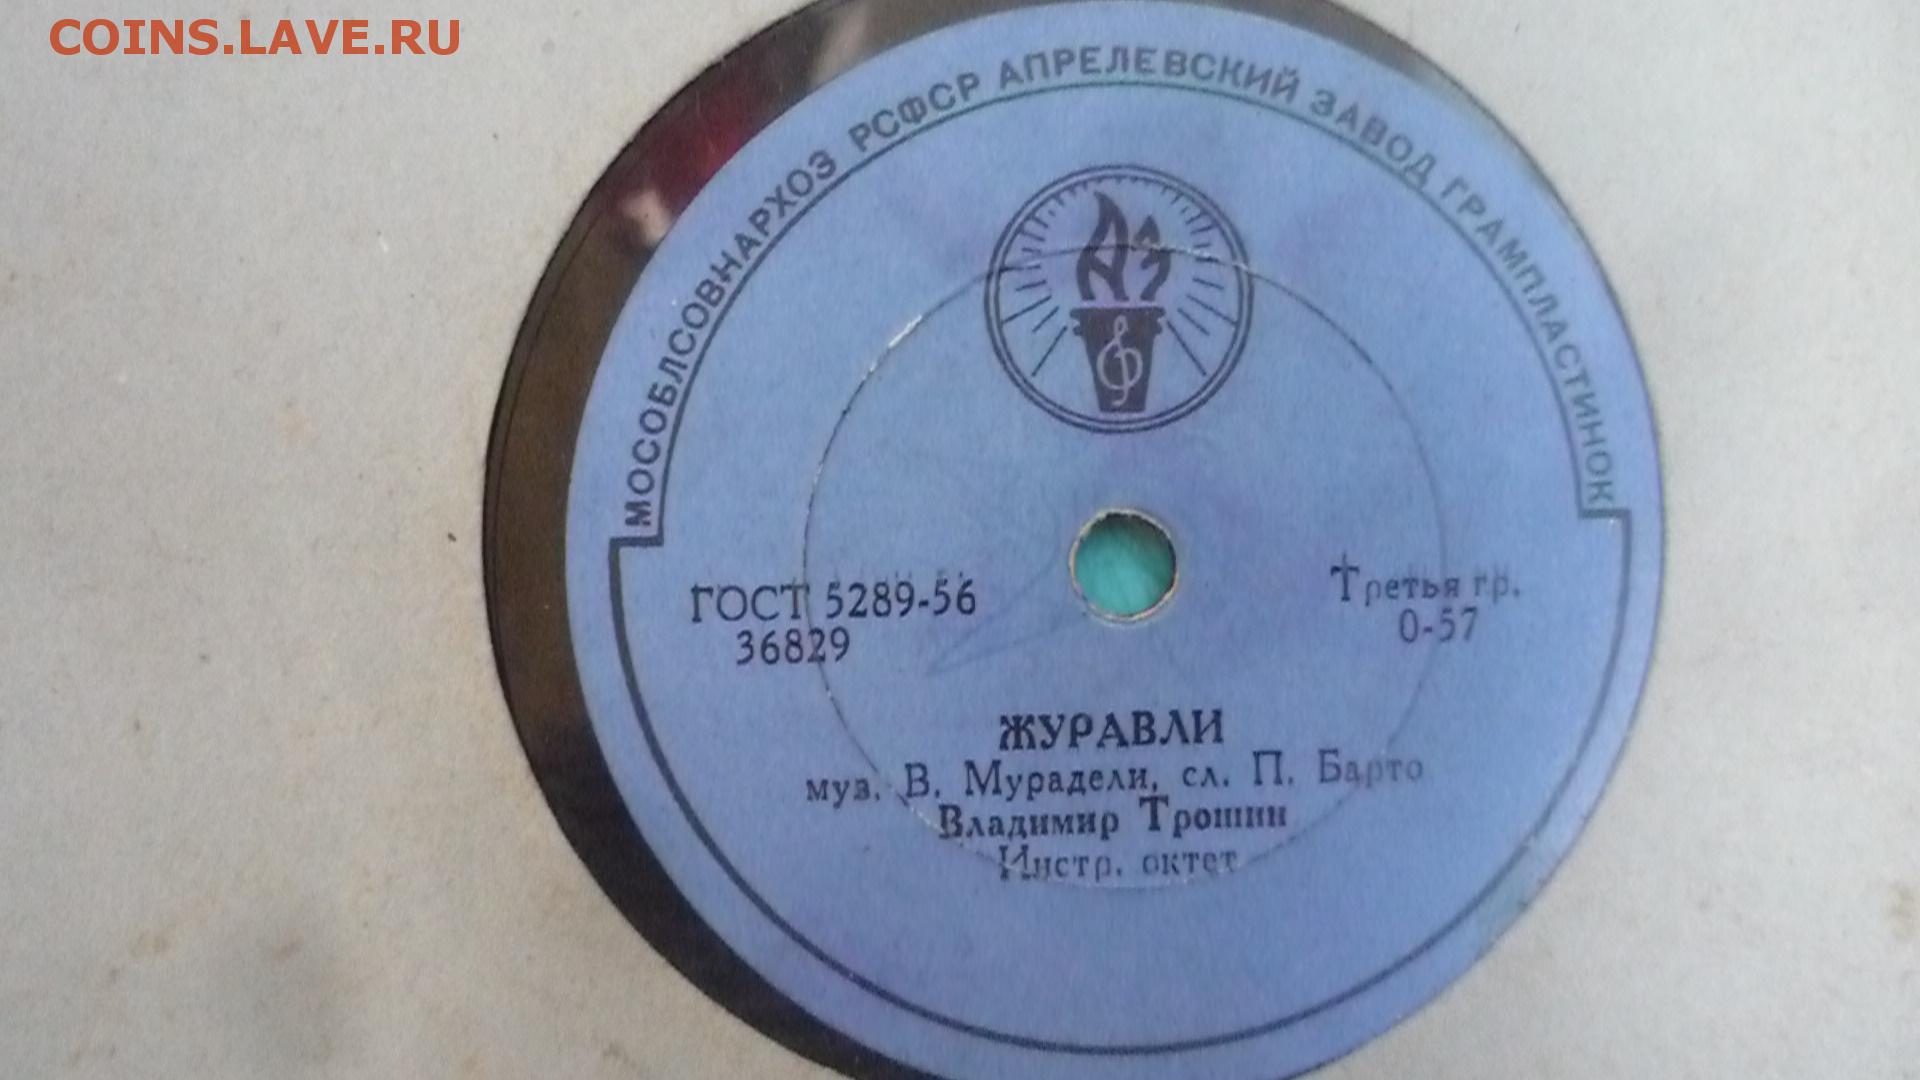 COINS.LAVE.RU
МОСОБЛСОВНАРХОЗ РСФСР АПРЕЛЕВСКИЙ ЗАВОД ГРАМПЛАСТИНОК
АЗ
ГОСТ 5289-56
36829
Третья гр.
0-57
ЖУРАВЛИ
муз. В. Мурадели, сл. П. Барто
Владимир Трошин
Инстр. октет